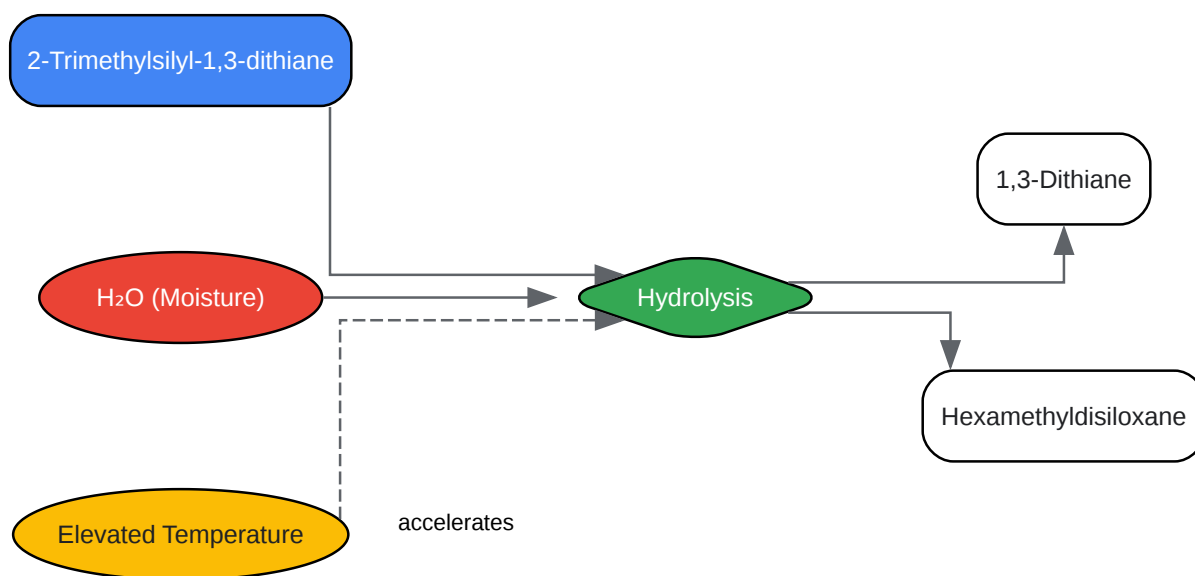 2-Trimethylsilyl-1,3-dithiane
1,3-Dithiane
H₂O (Moisture)
Hydrolysis
Hexamethyldisiloxane
accelerates
Elevated Temperature